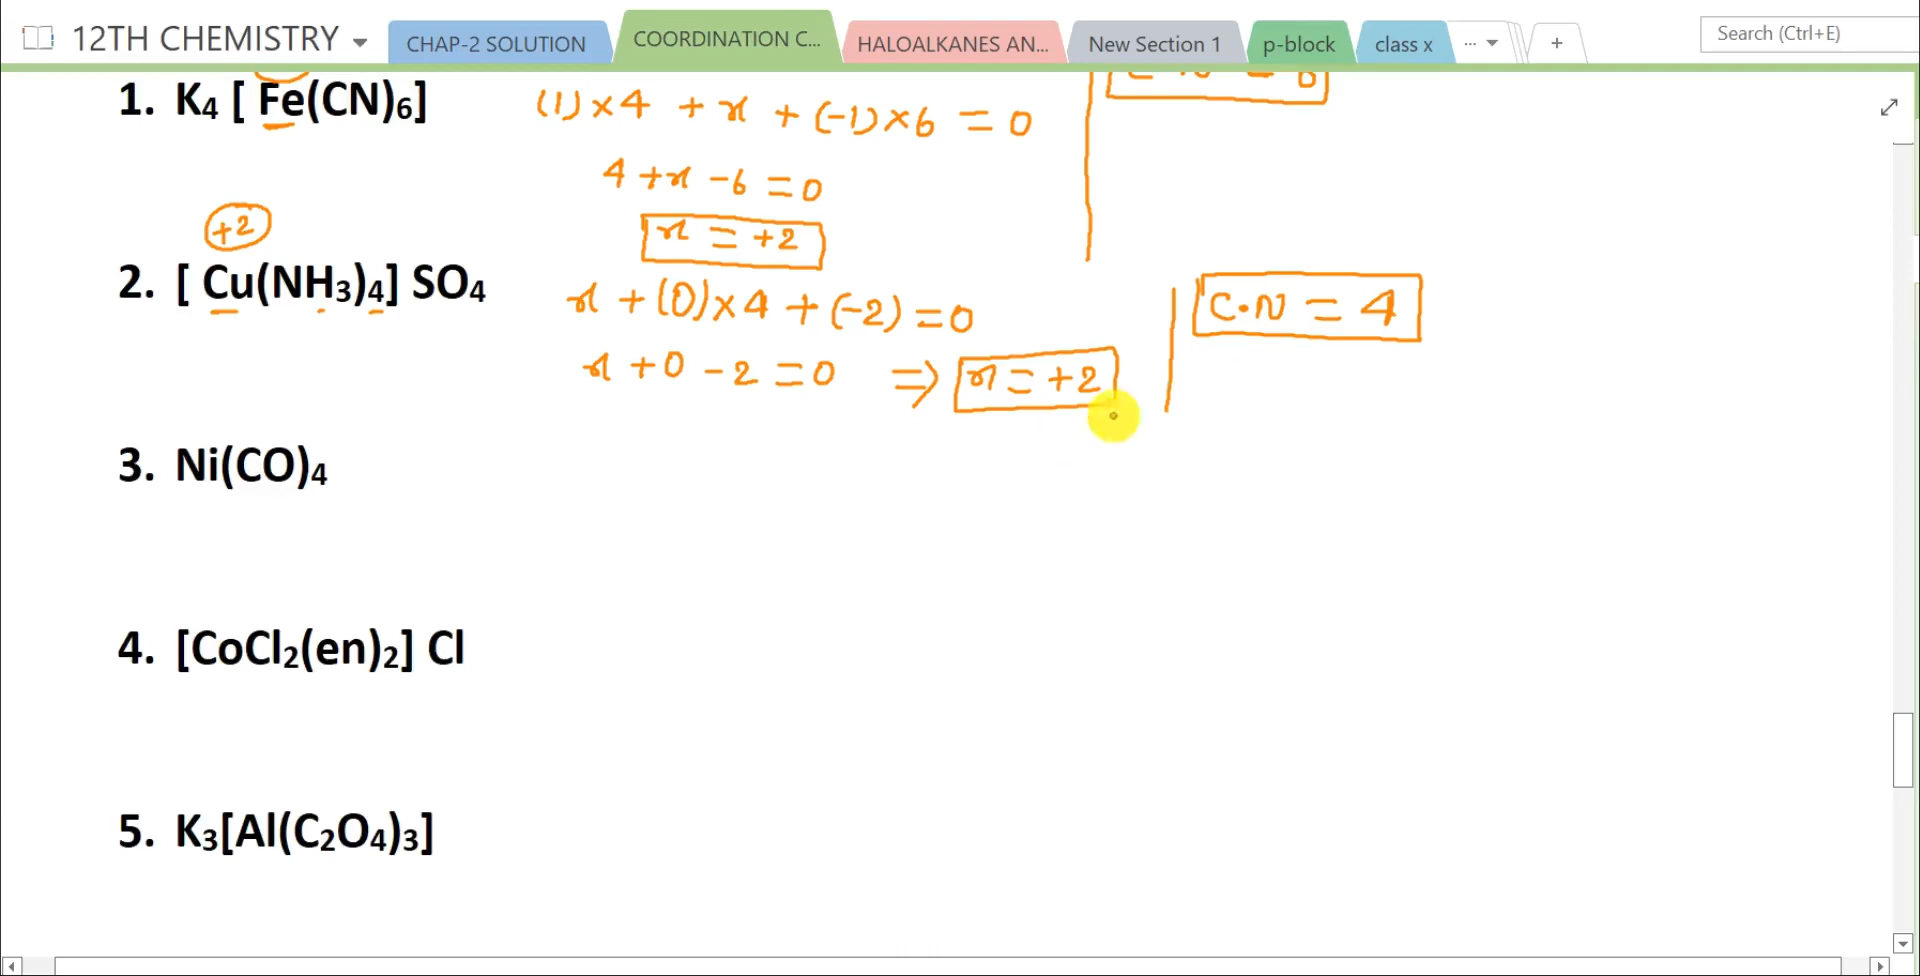 12TH CHEMISTRY
CHAP-2 SOLUTION
COORDINATION C...
HALOALKANES AN...
New Section 1
p-block
class x
...
+
Search (Ctrl+E)
1. K₄ [ Fe(CN)₆]
(1)×4 + x + (-1)×6 = 0
4 + x - 6 = 0
x = +2
+2
2. [ Cu(NH₃)₄] SO₄
x + (0)×4 + (-2) = 0
C.N = 4
x + 0 - 2 = 0 ⇒ x = +2
3. Ni(CO)₄
4. [CoCl₂(en)₂] Cl
5. K₃[Al(C₂O₄)₃]